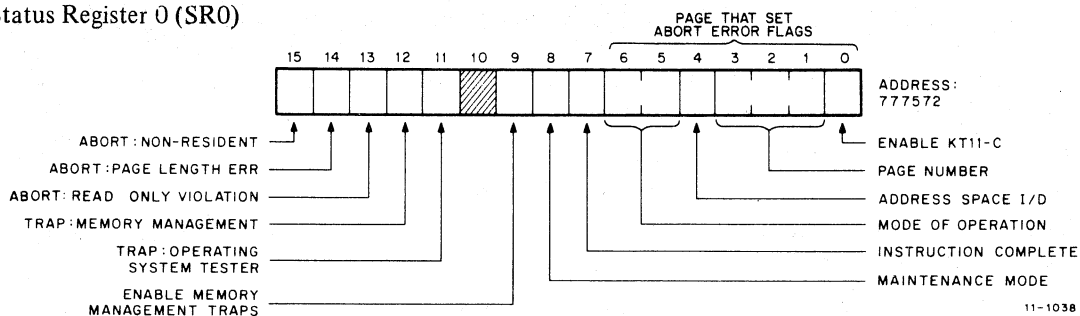 Status Register 0 (SR0)
PAGE THAT SET
ABORT ERROR FLAGS
15 14 13 12 11 10 9 8 7 6 5 4 3 2 1 0
ADDRESS:
777572
ABORT:NON-RESIDENT
ABORT:PAGE LENGTH ERR
ABORT: READ ONLY VIOLATION
TRAP:MEMORY MANAGEMENT
TRAP:OPERATING
SYSTEM TESTER
ENABLE MEMORY
MANAGEMENT TRAPS
ENABLE KT11-C
PAGE NUMBER
ADDRESS SPACE I/D
MODE OF OPERATION
INSTRUCTION COMPLETE
MAINTENANCE MODE
11-1038